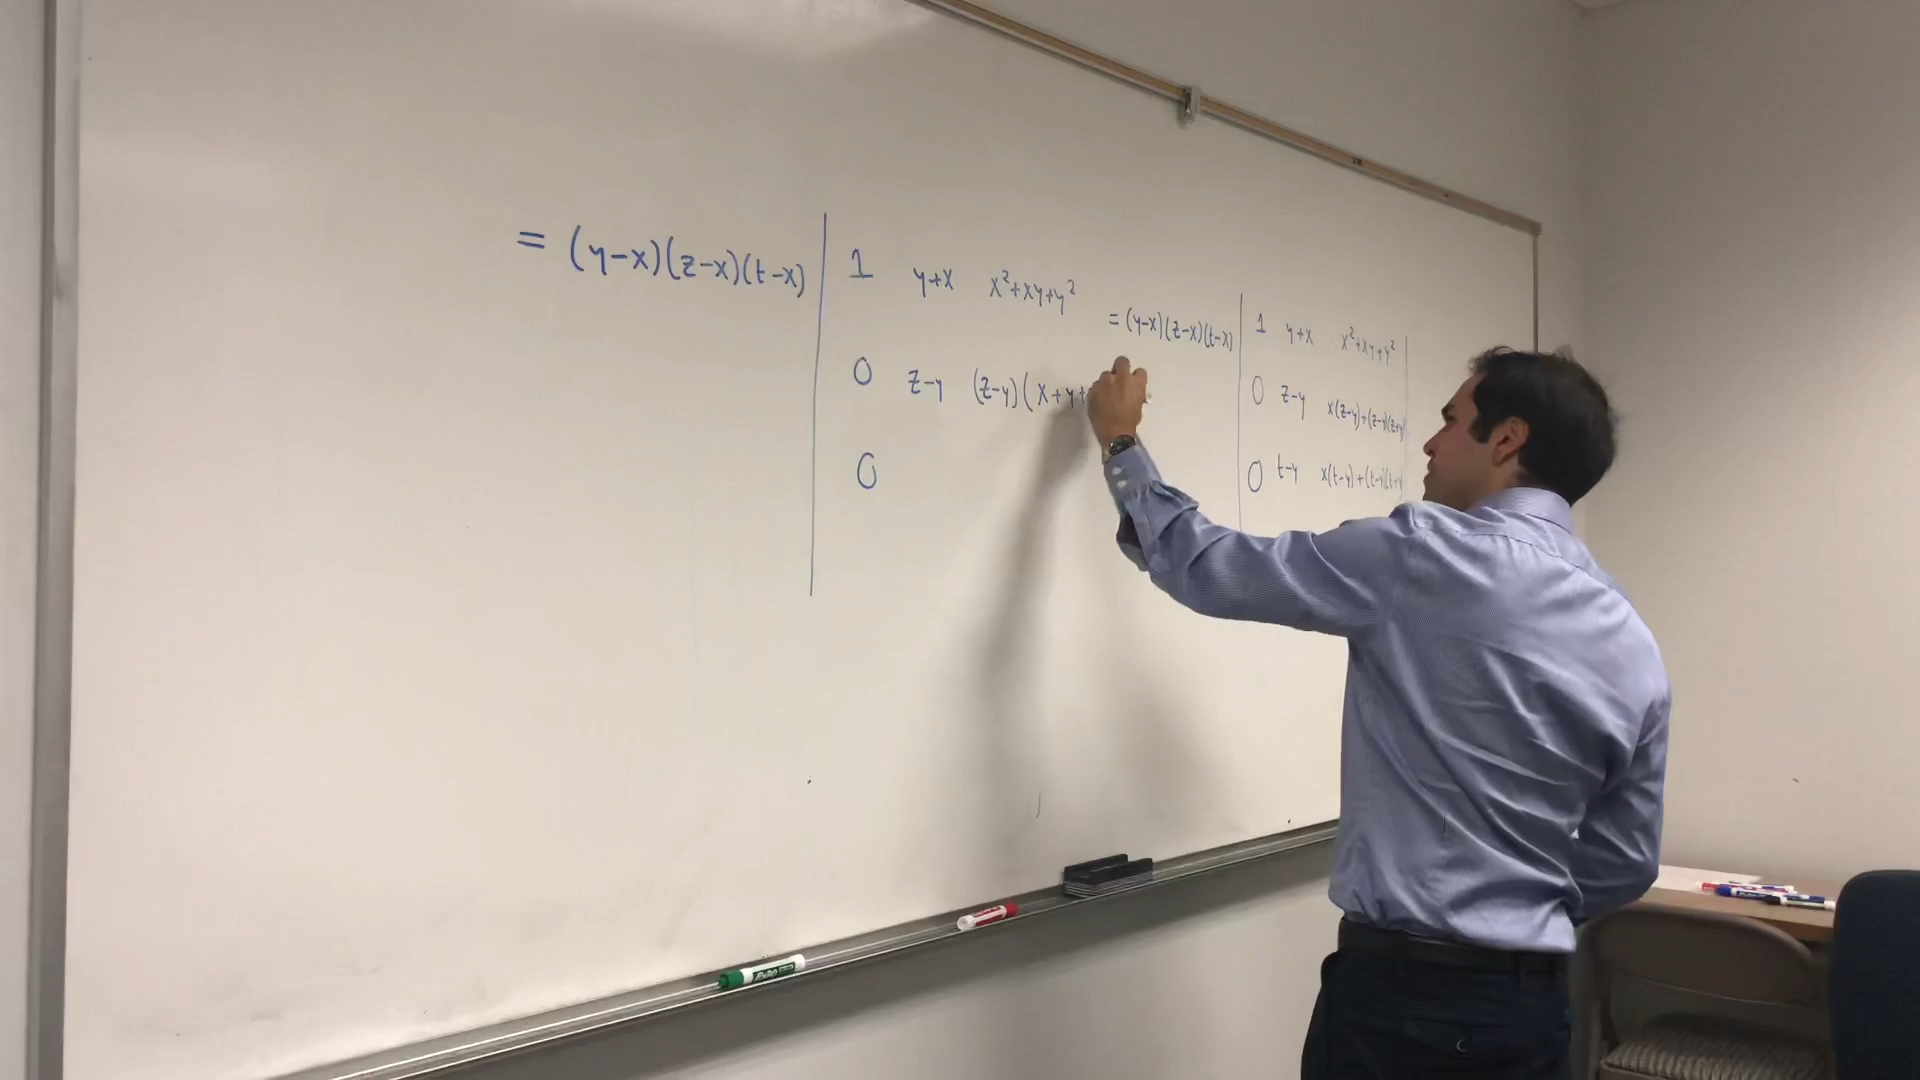 = (y-x)(z-x)(t-x) | 1 y+x x²+xy+y²
0 z-y (z-y)(x+y+
0
= (y-x)(z-x)(t-x) | 1 y+x x²+xy+y² |
0 z-y x(z-y)+(z-y)(z+y)
0 t-y x(t-y)+(t-y)(t+y